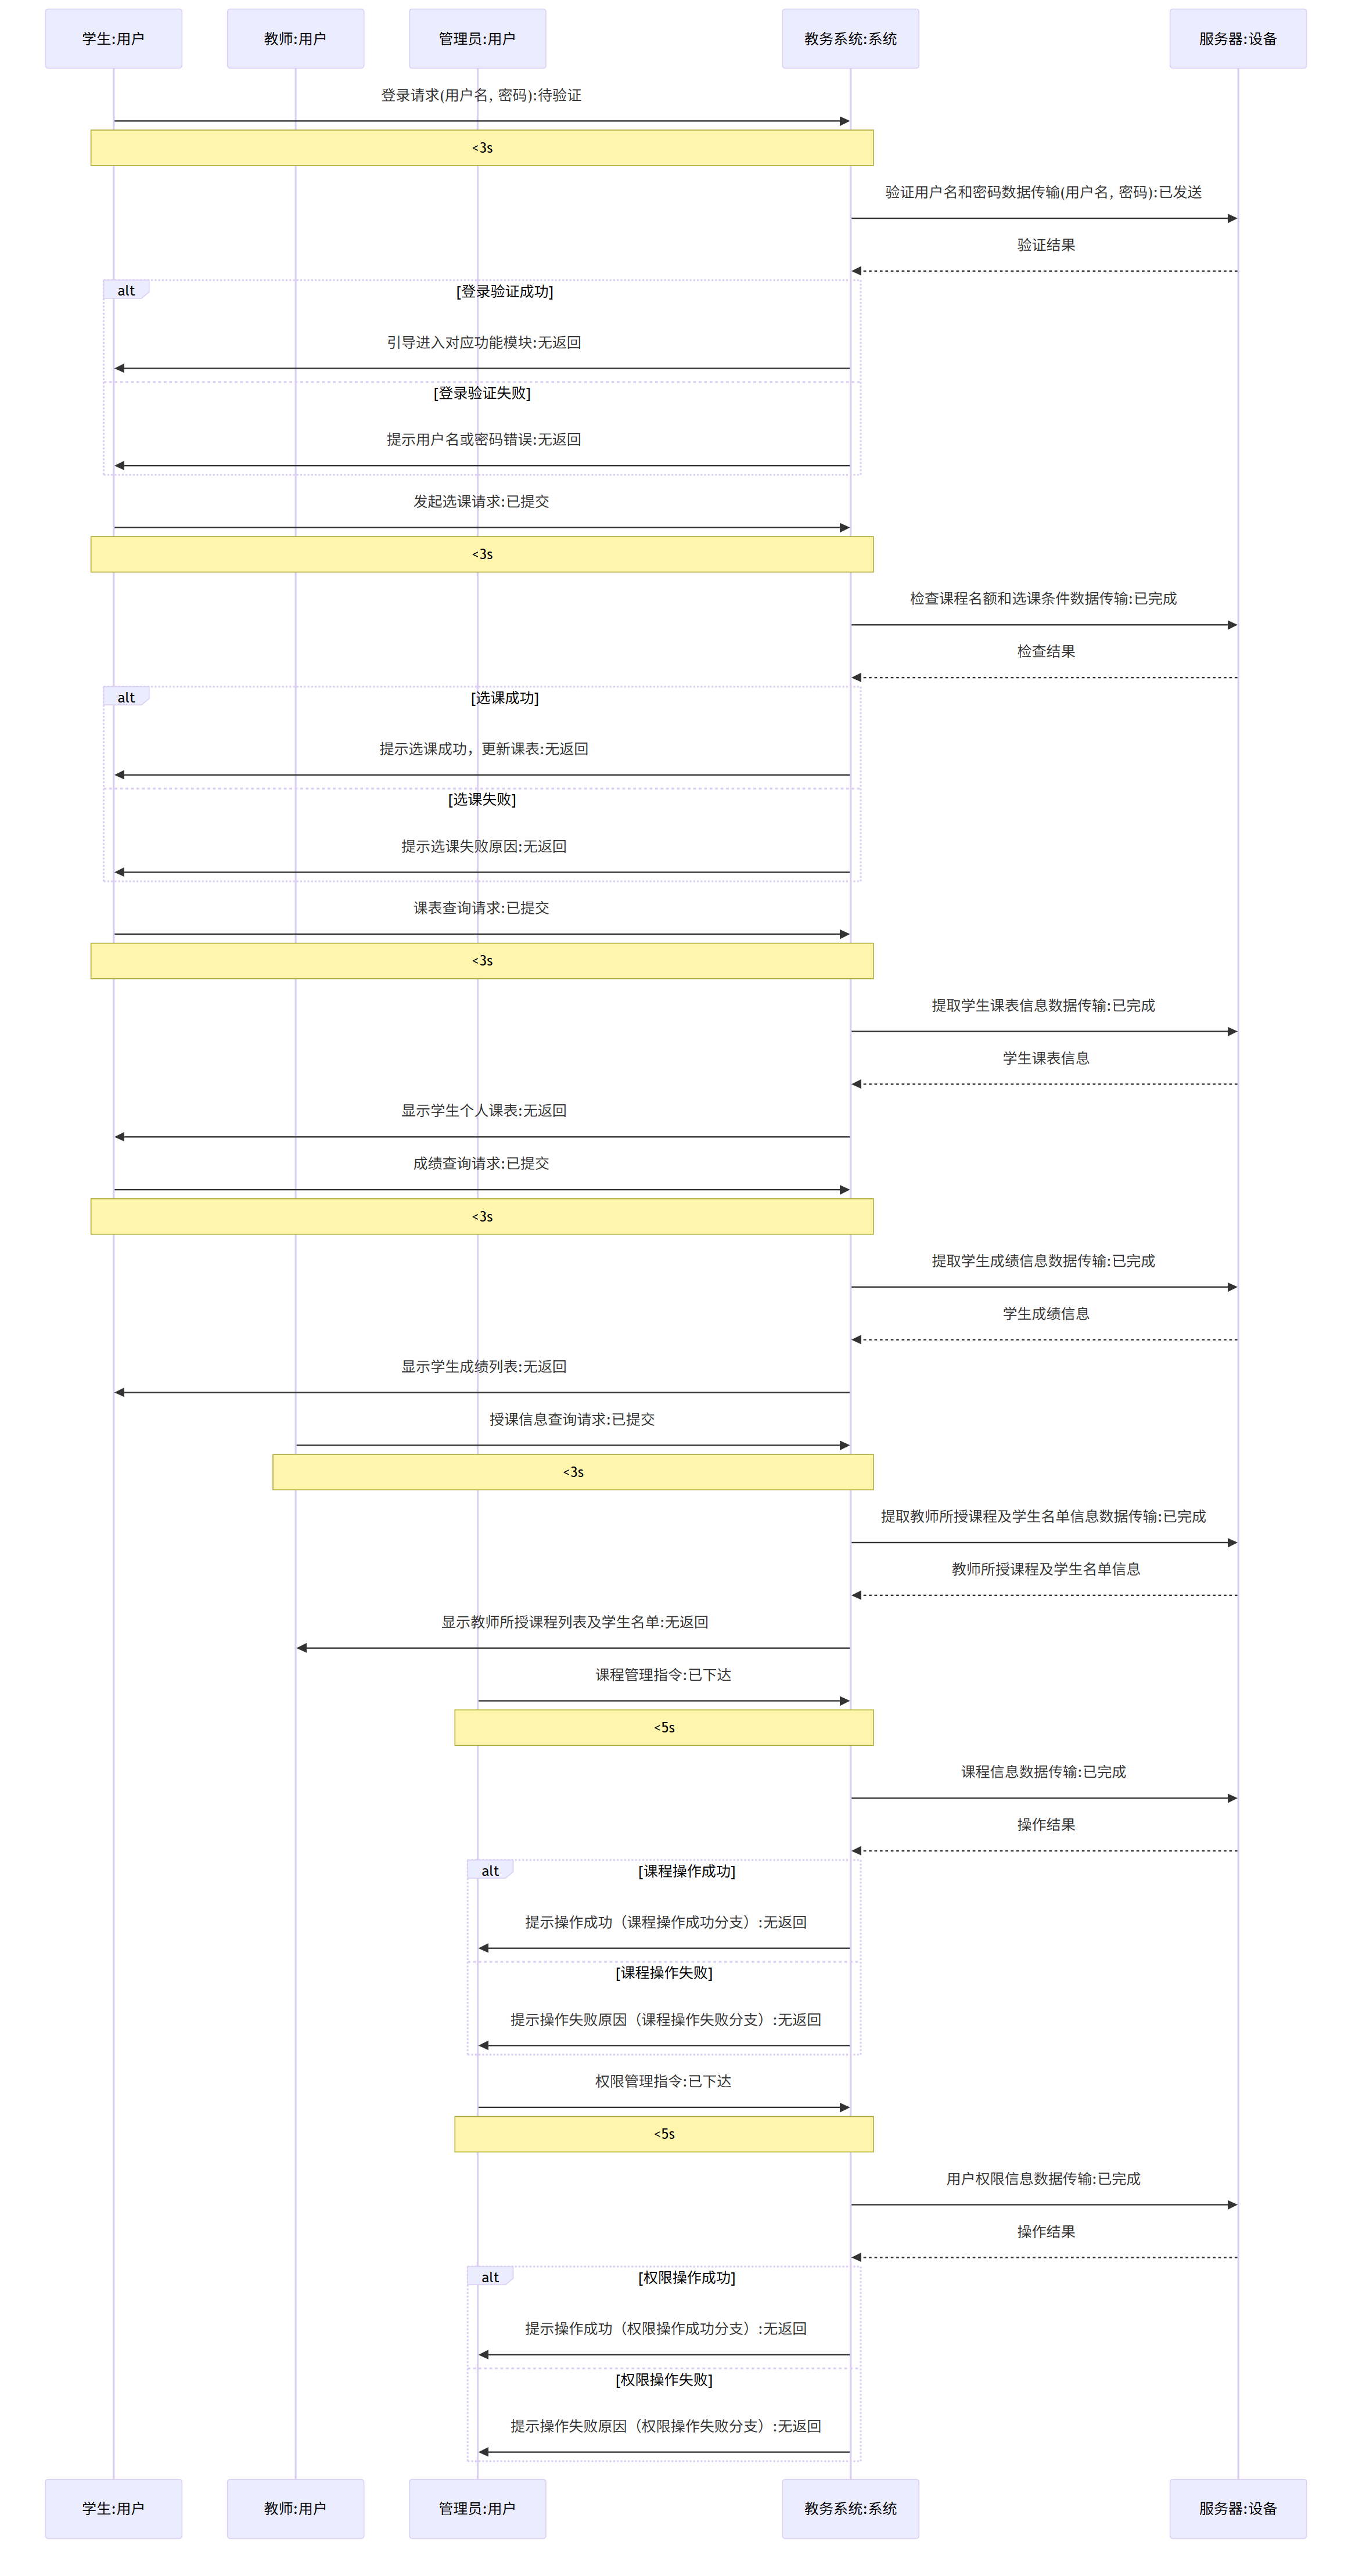 学生:用户
教师:用户
管理员:用户
教务系统:系统
服务器:设备
登录请求(用户名, 密码):待验证
<3s
验证用户名和密码数据传输(用户名, 密码):已发送
验证结果
alt
[登录验证成功]
引导进入对应功能模块:无返回
[登录验证失败]
提示用户名或密码错误:无返回
发起选课请求:已提交
<3s
检查课程名额和选课条件数据传输:已完成
检查结果
alt
[选课成功]
提示选课成功，更新课表:无返回
[选课失败]
提示选课失败原因:无返回
课表查询请求:已提交
<3s
提取学生课表信息数据传输:已完成
学生课表信息
显示学生个人课表:无返回
成绩查询请求:已提交
<3s
提取学生成绩信息数据传输:已完成
学生成绩信息
显示学生成绩列表:无返回
授课信息查询请求:已提交
<3s
提取教师所授课程及学生名单信息数据传输:已完成
教师所授课程及学生名单信息
显示教师所授课程列表及学生名单:无返回
课程管理指令:已下达
<5s
课程信息数据传输:已完成
操作结果
alt
[课程操作成功]
提示操作成功（课程操作成功分支）:无返回
[课程操作失败]
提示操作失败原因（课程操作失败分支）:无返回
权限管理指令:已下达
<5s
用户权限信息数据传输:已完成
操作结果
alt
[权限操作成功]
提示操作成功（权限操作成功分支）:无返回
[权限操作失败]
提示操作失败原因（权限操作失败分支）:无返回
学生:用户
教师:用户
管理员:用户
教务系统:系统
服务器:设备